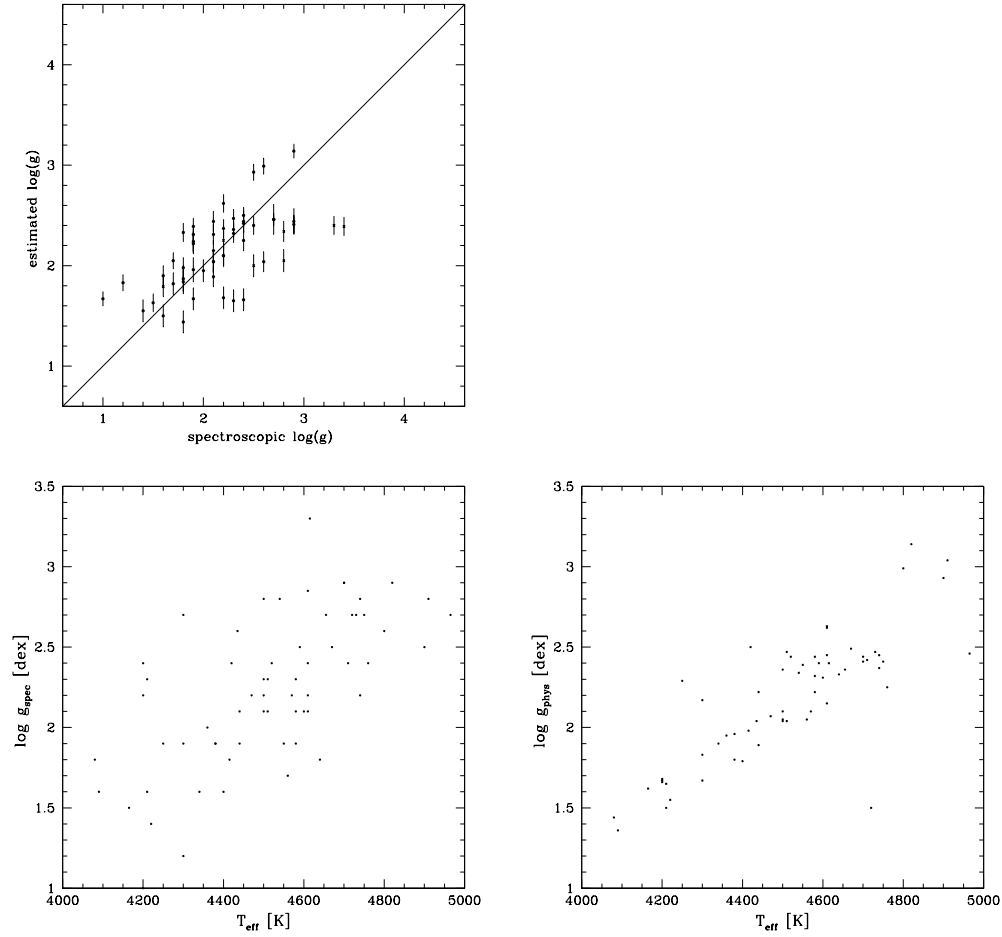 4
3
2
1
estimated log(g)
1 2 3 4
spectroscopic log(g)
3.5
3
2.5
2
1.5
1
log g_spec [dex]
4000 4200 4400 4600 4800 5000
T_eff [K]
3.5
3
2.5
2
1.5
1
log g_phys [dex]
4000 4200 4400 4600 4800 5000
T_eff [K]